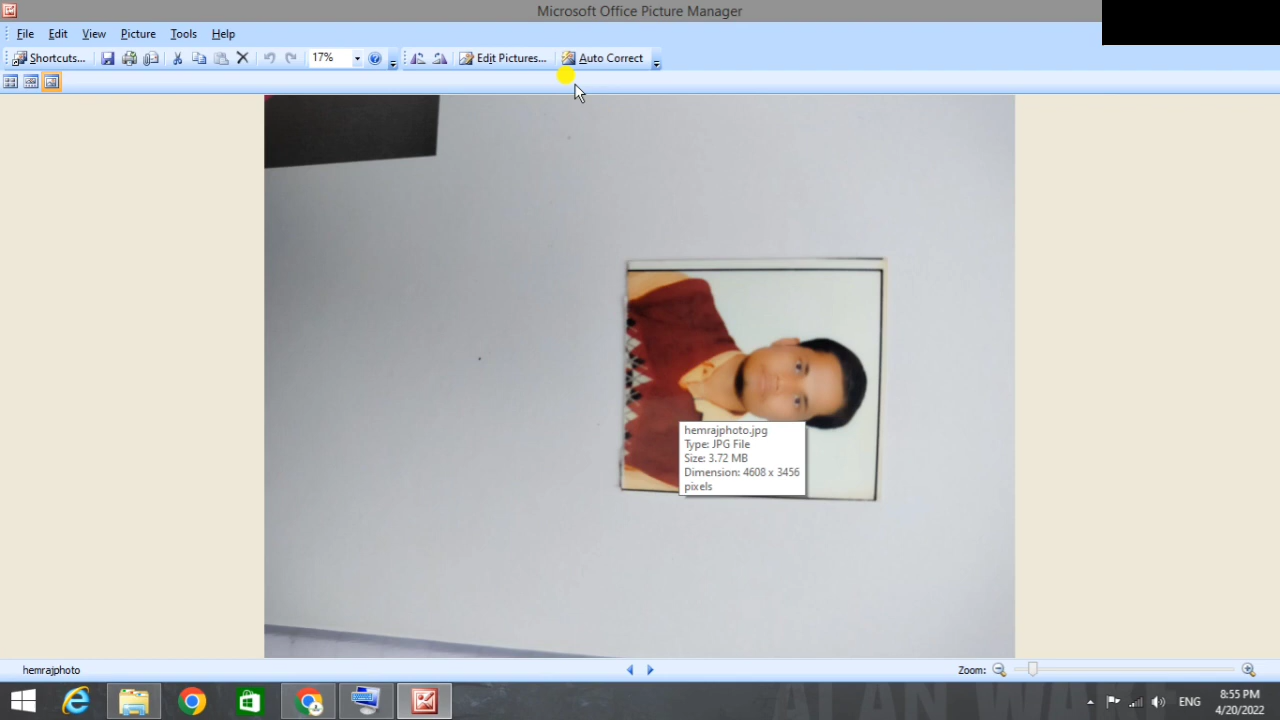 Microsoft Office Picture Manager
File Edit View Picture Tools Help
Shortcuts... 17% Edit Pictures... Auto Correct
hemrajphoto.jpg
Type: JPG File
Size: 3.72 MB
Dimension: 4608 x 3456
pixels
hemrajphoto Zoom:
ENG 8:55 PM
4/20/2022